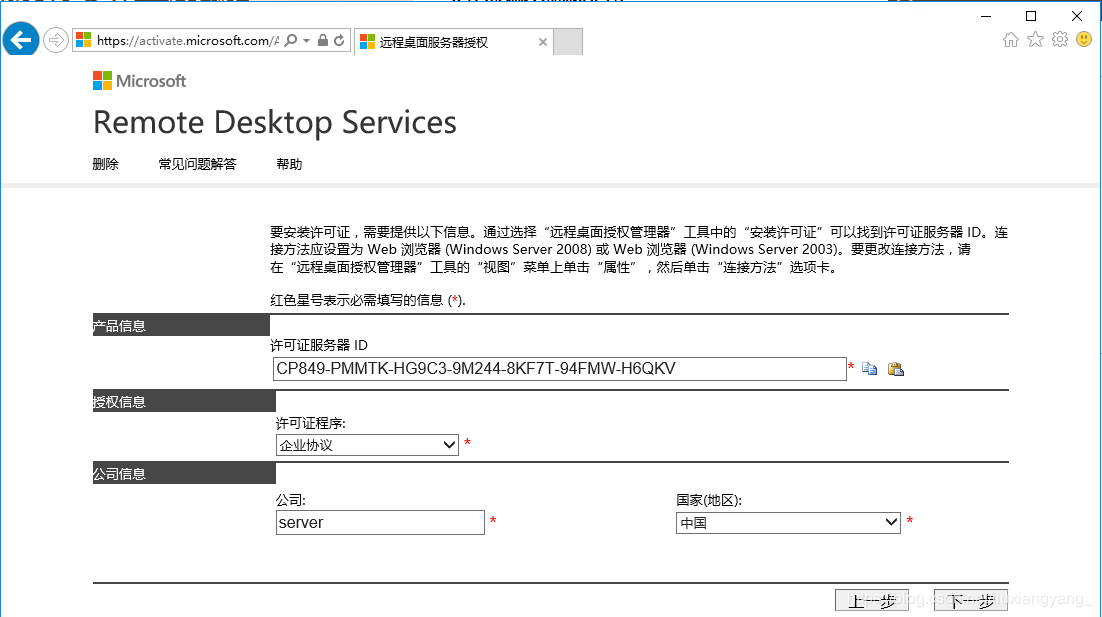 https://activate.microsoft.com/
远程桌面服务器授权
Microsoft
Remote Desktop Services
删除 常见问题解答 帮助
要安装许可证，需要提供以下信息。通过选择“远程桌面授权管理器”工具中的“安装许可证”可以找到许可证服务器 ID。连
接方法应设置为 Web 浏览器 (Windows Server 2008) 或 Web 浏览器 (Windows Server 2003)。要更改连接方法，请
在“远程桌面授权管理器”工具的“视图”菜单上单击“属性”，然后单击“连接方法”选项卡。
红色星号表示必需填写的信息 (*).
产品信息
许可证服务器 ID
CP849-PMMTK-HG9C3-9M244-8KF7T-94FMW-H6QKV *
授权信息
许可证程序:
企业协议 *
公司信息
公司: 国家(地区):
server * 中国 *
上一步 下一步